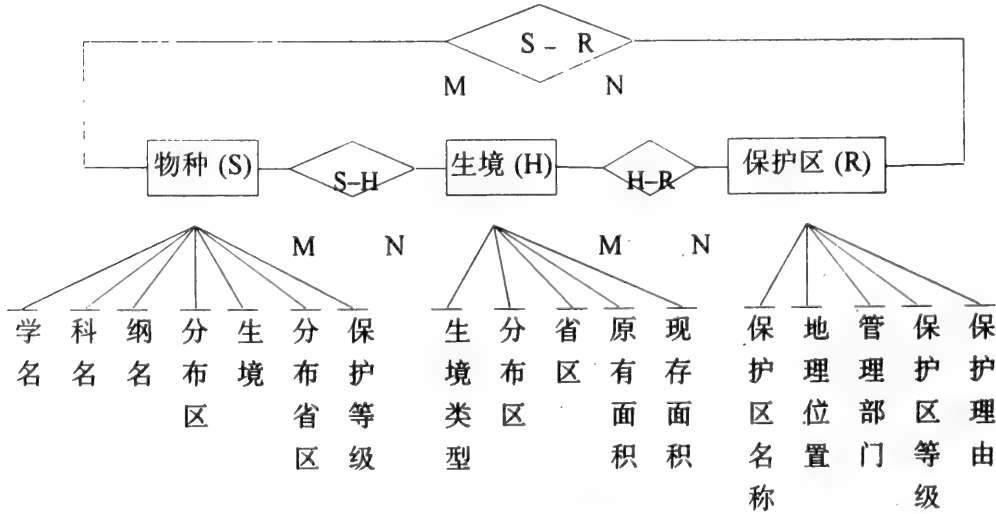 S – R
M N
物种 (S)
S–H
生境 (H)
H–R
保护区 (R)
M N
M N
学名
科名
纲名
分布区
生境
分布省区
保护等级
生境类型
分布区
省区
原有面积
现存面积
保护区名称
地理位置
管理部门
保护区等级
保护理由